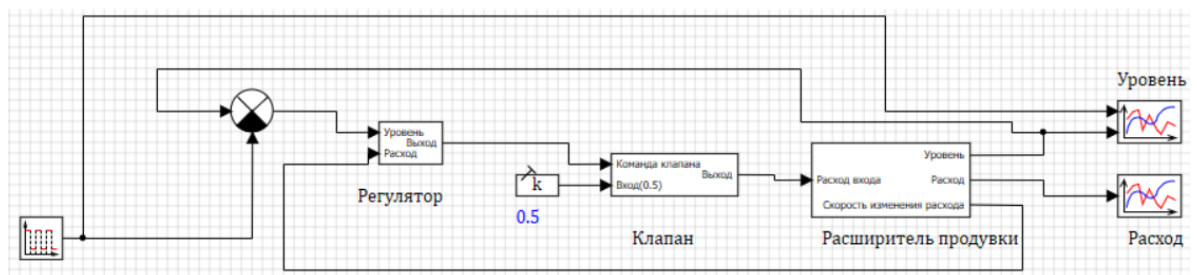 Уровень
Уровень
Выход
Расход
Регулятор
k
0.5
Команда клапана
Выход
Вход(0.5)
Клапан
Уровень
Расход входа
Расход
Скорость изменения расхода
Расширитель продувки
Расход